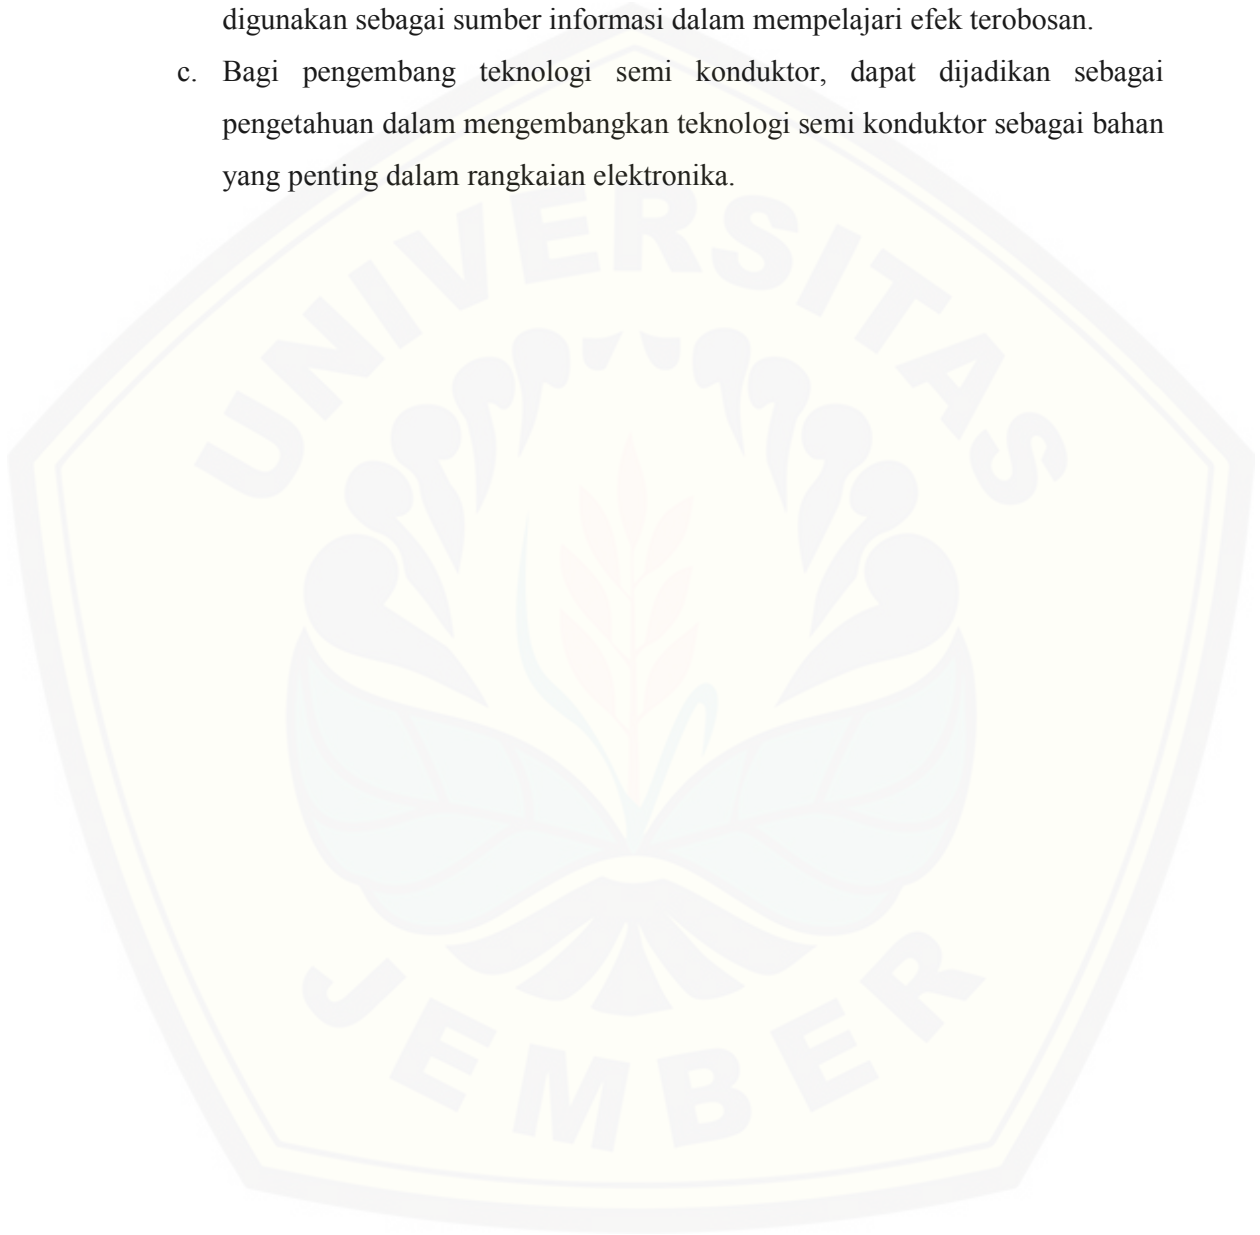 digunakan sebagai sumber informasi dalam mempelajari efek terobosan.
c. Bagi pengembang teknologi semi konduktor, dapat dijadikan sebagai
pengetahuan dalam mengembangkan teknologi semi konduktor sebagai bahan
yang penting dalam rangkaian elektronika.
UNIVERSITAS
JEMBER